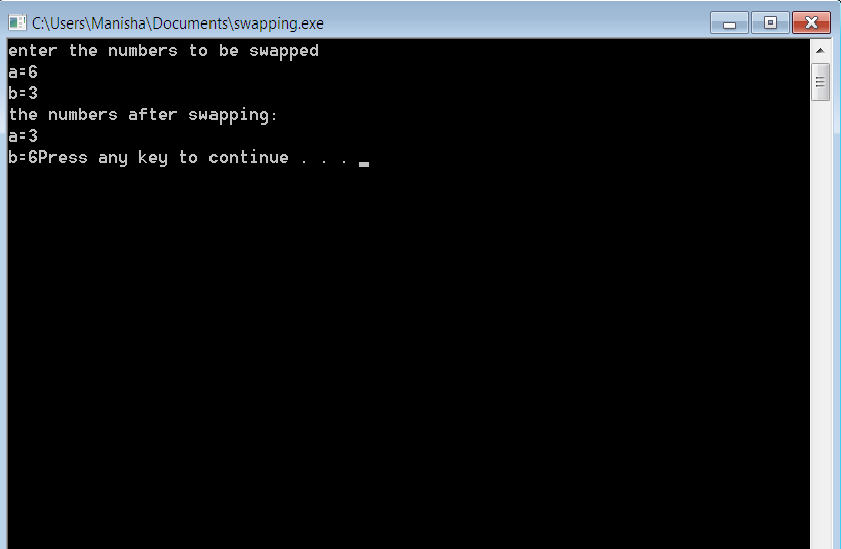 C:\Users\Manisha\Documents\swapping.exe
enter the numbers to be swapped
a=6
b=3
the numbers after swapping:
a=3
b=6Press any key to continue . . .